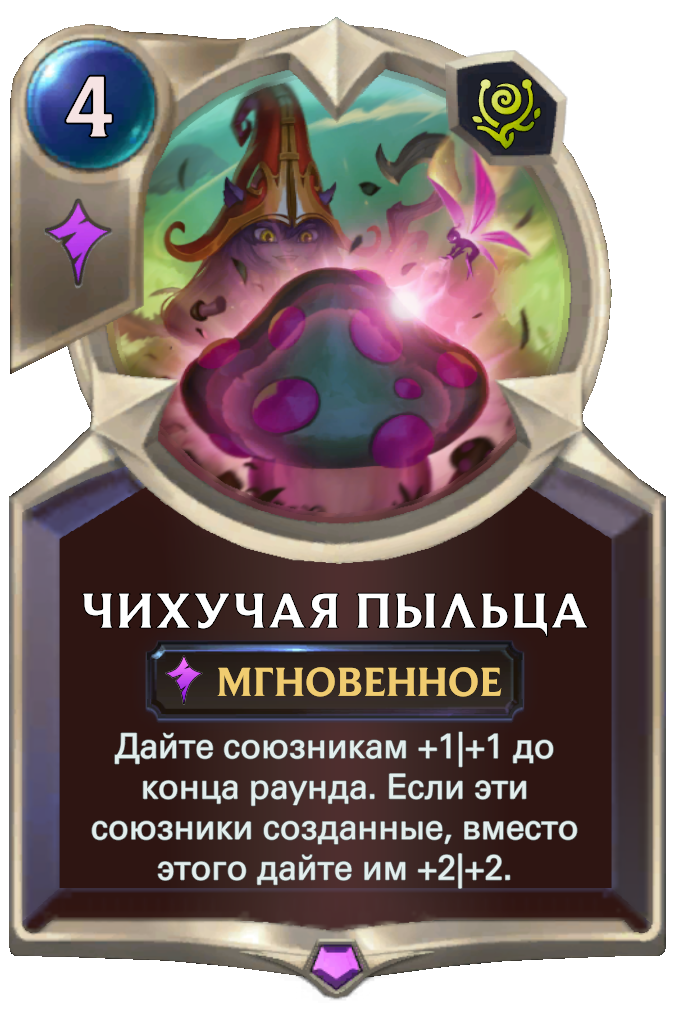 4
ЧИХУЧАЯ ПЫЛЬЦА
МГНОВЕННОЕ
Дайте союзникам +1|+1 до
конца раунда. Если эти
союзники созданные, вместо
этого дайте им +2|+2.